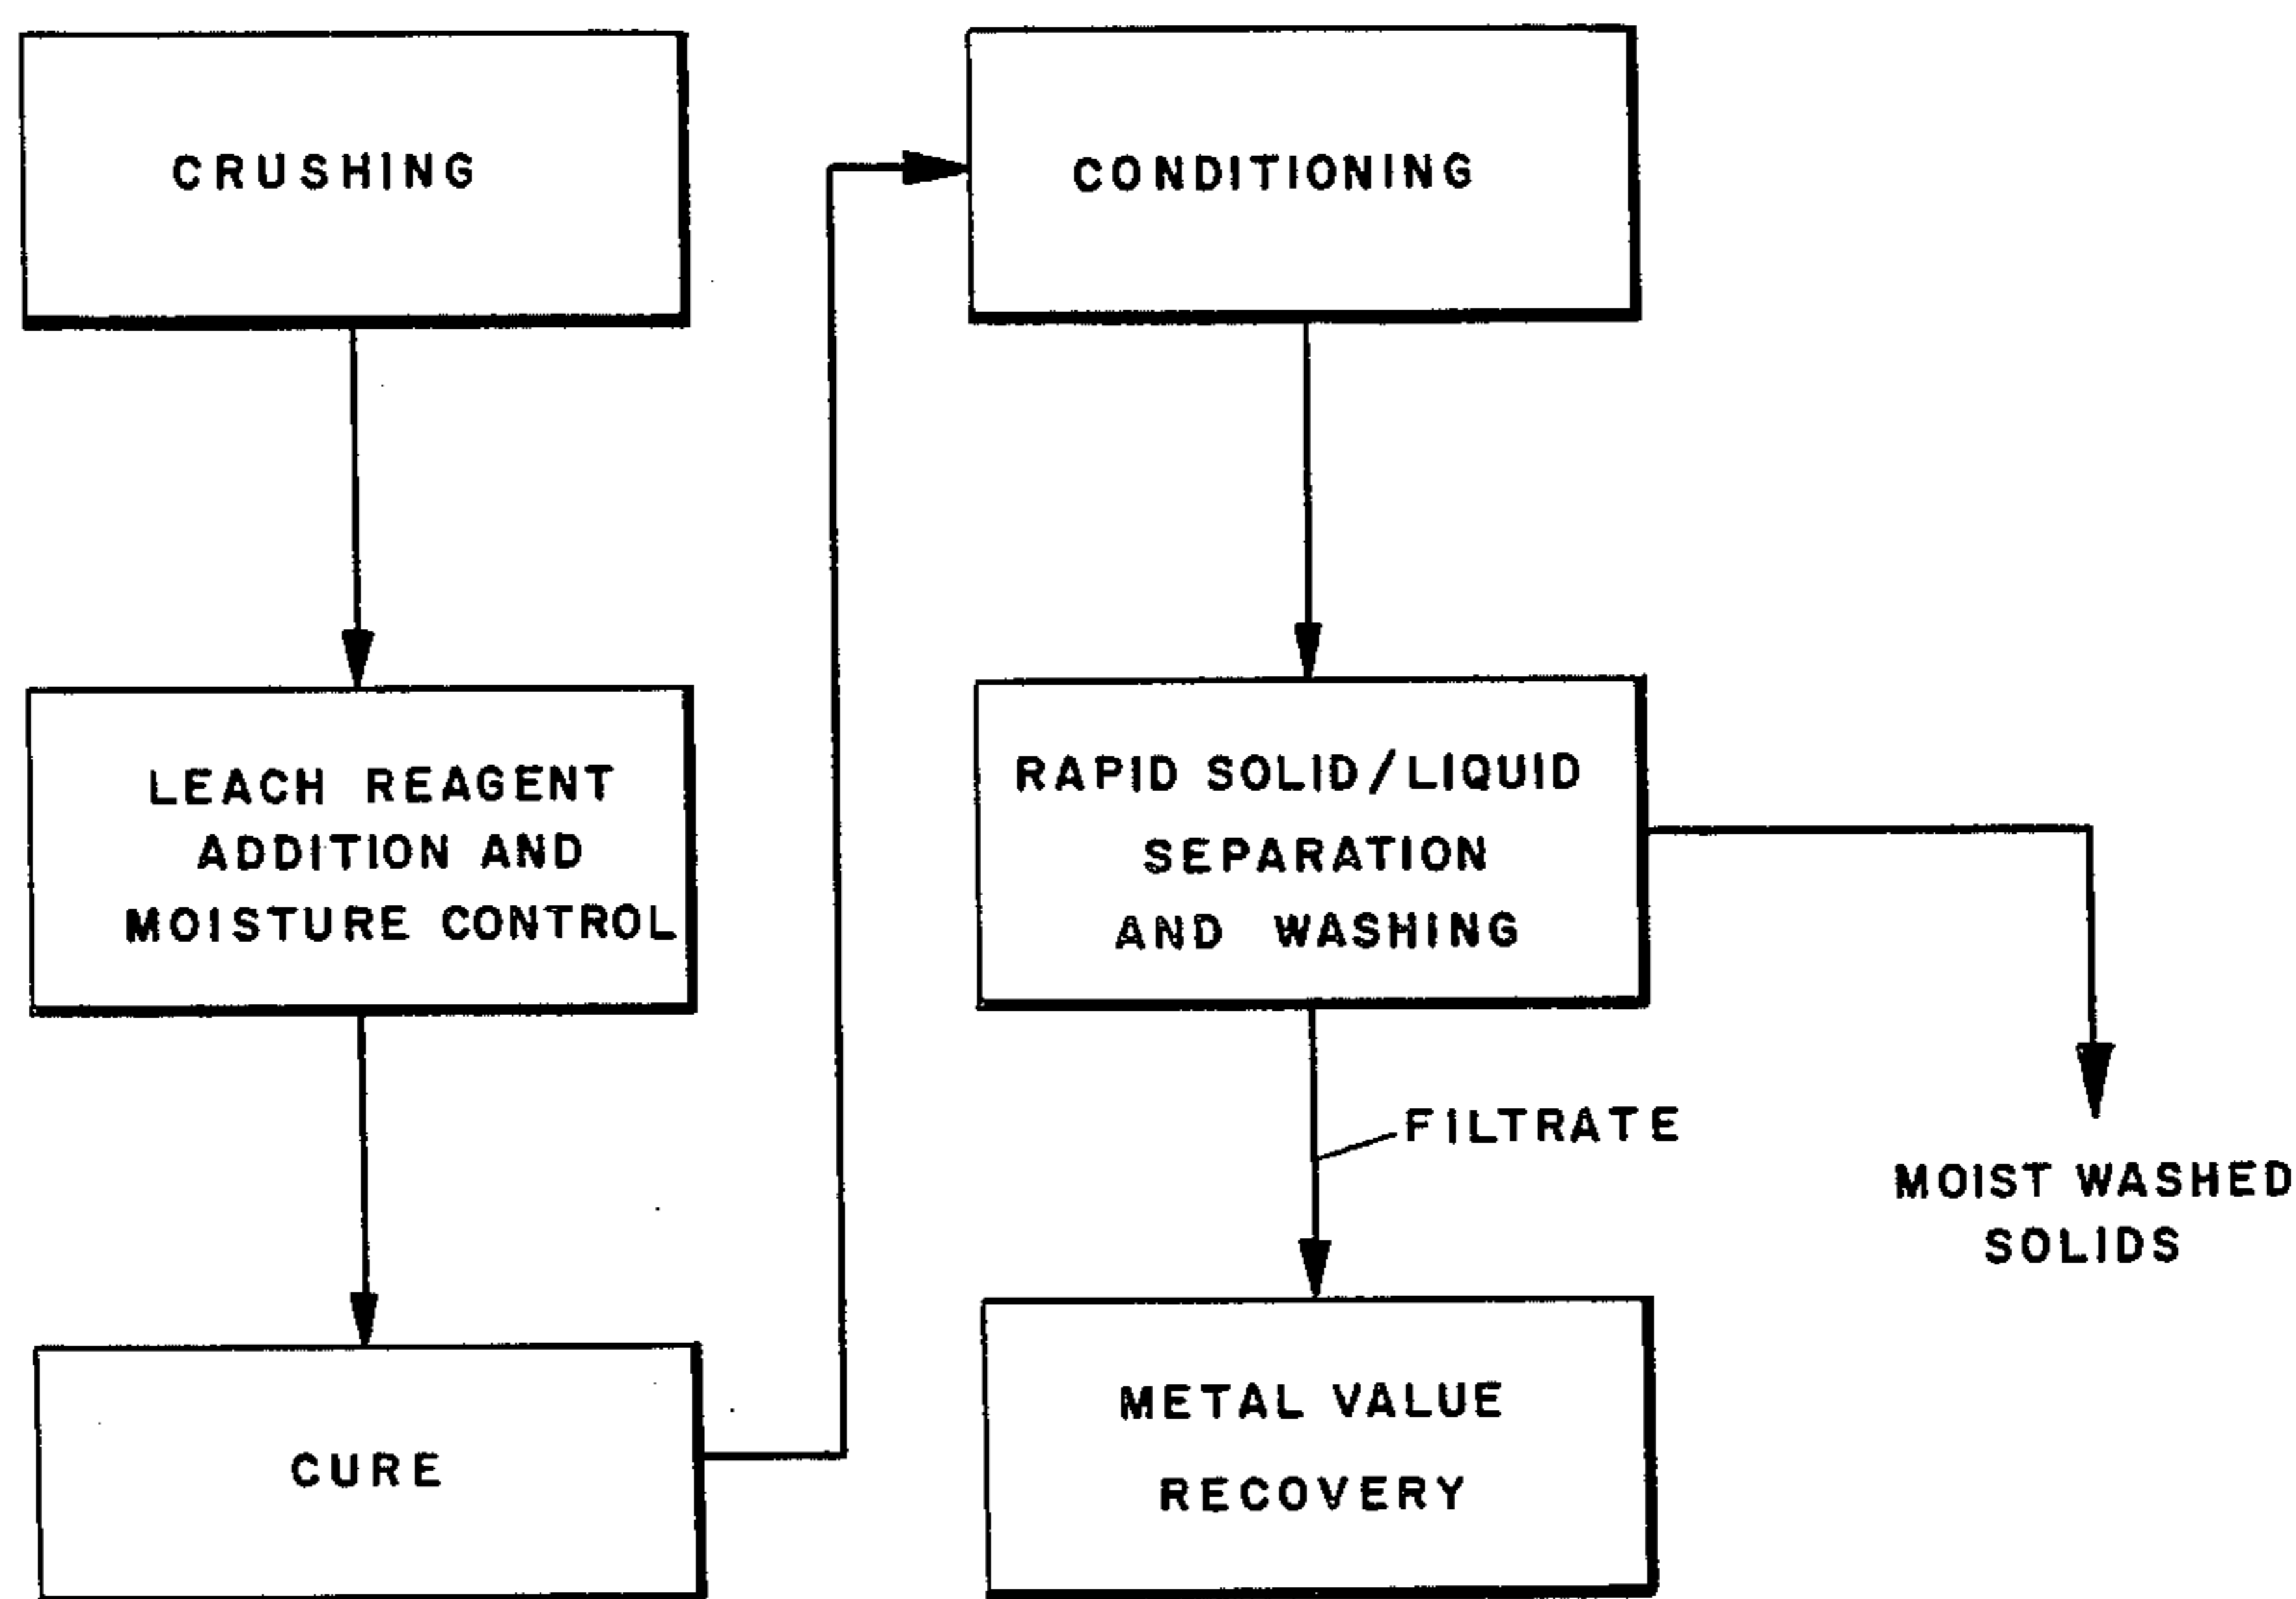 CRUSHING
LEACH REAGENT
ADDITION AND
MOISTURE CONTROL
CURE
CONDITIONING
RAPID SOLID/LIQUID
SEPARATION
AND WASHING
FILTRATE
MOIST WASHED
SOLIDS
METAL VALUE
RECOVERY